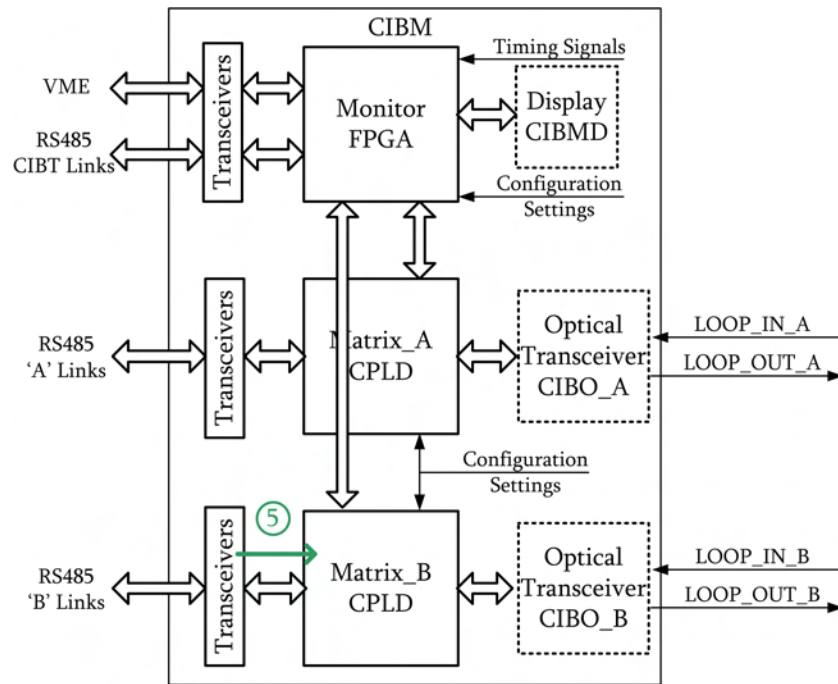 CIBM
Timing Signals
VME
Transceivers
Monitor
FPGA
Display
CIBMD
RS485
CIBT Links
Configuration
Settings
RS485
'A' Links
Transceivers
Matrix_A
CPLD
Optical
Transceiver
CIBO_A
LOOP_IN_A
LOOP_OUT_A
Configuration
Settings
5
RS485
'B' Links
Transceivers
Matrix_B
CPLD
Optical
Transceiver
CIBO_B
LOOP_IN_B
LOOP_OUT_B